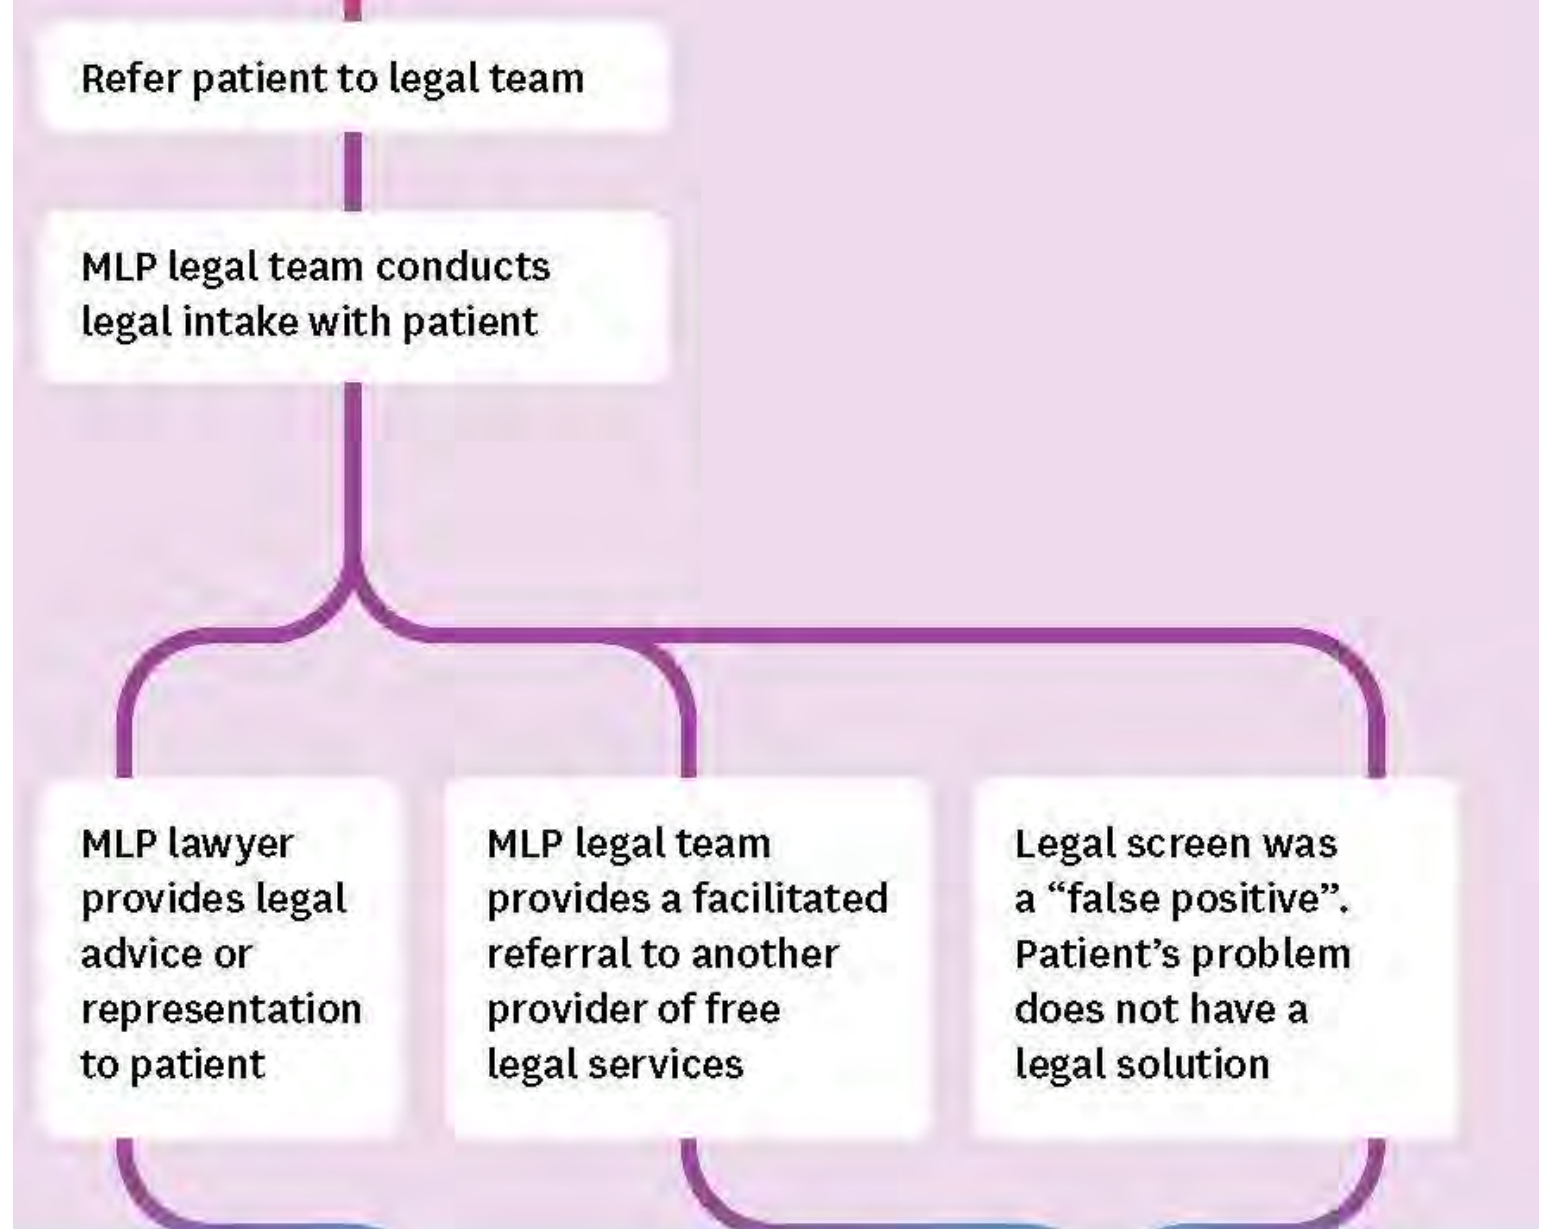 Refer patient to legal team
MLP legal team conducts
legal intake with patient
MLP lawyer
provides legal
advice or
representation
to patient
MLP legal team
provides a facilitated
referral to another
provider of free
legal services
Legal screen was
a “false positive”.
Patient’s problem
does not have a
legal solution